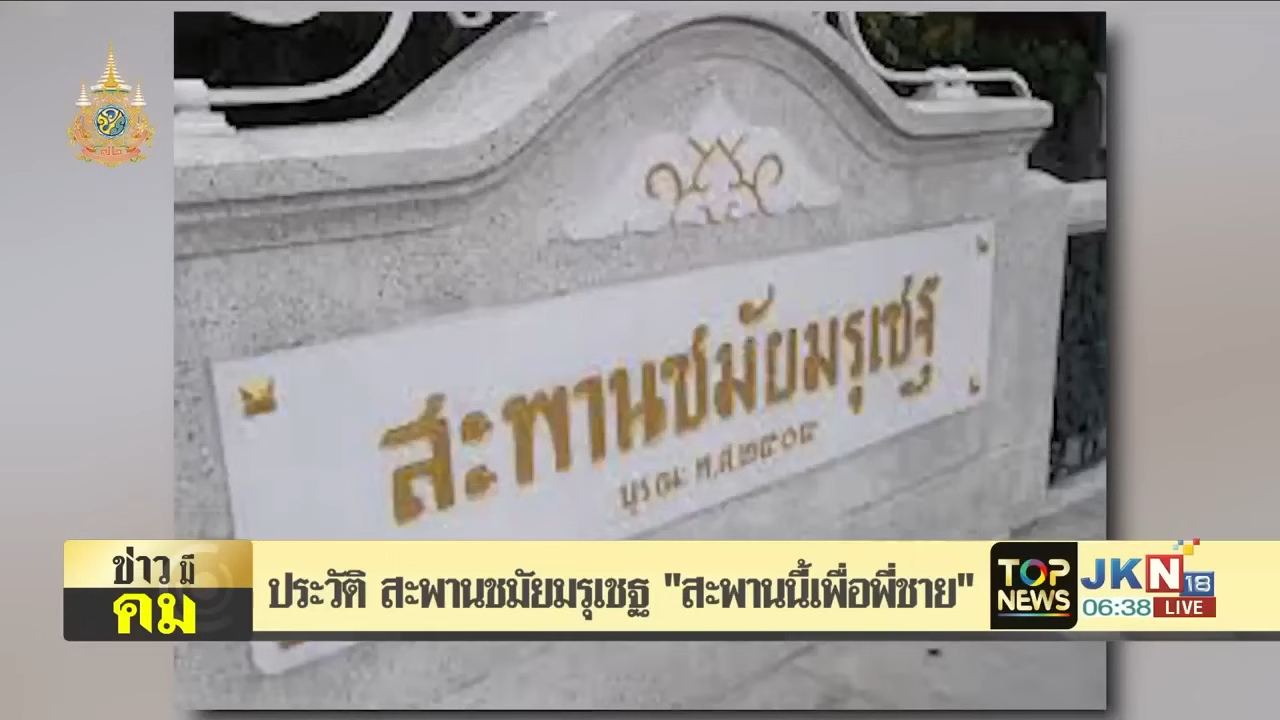 สะพานชมัยมรุเชฐ
บูรณะ พ.ศ.๒๕๔๕
ข่าวมี
คม
ประวัติ สะพานชมัยมรุเชฐ "สะพานนี้เพื่อพี่ชาย"
TOP
NEWS
JKN
18
06:38
LIVE
๗๒